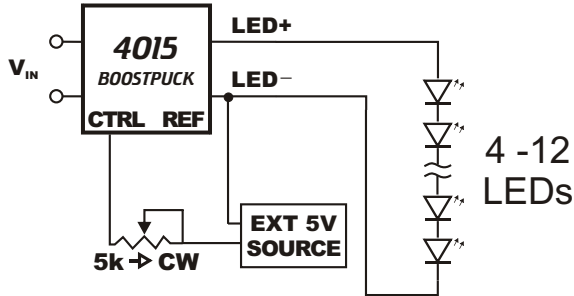 LED+
4015
BOOSTPUCK
V IN
LED−
CTRL REF
4 -12
LEDs
EXT 5V
SOURCE
5k CW